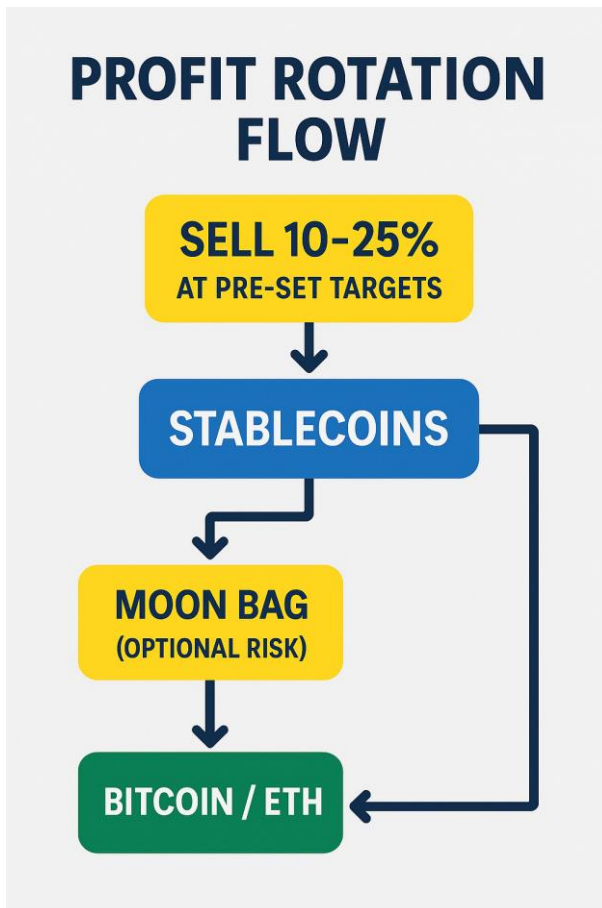 PROFIT ROTATION
FLOW
SELL 10-25%
AT PRE-SET TARGETS
STABLECOINS
MOON BAG
(OPTIONAL RISK)
BITCOIN / ETH